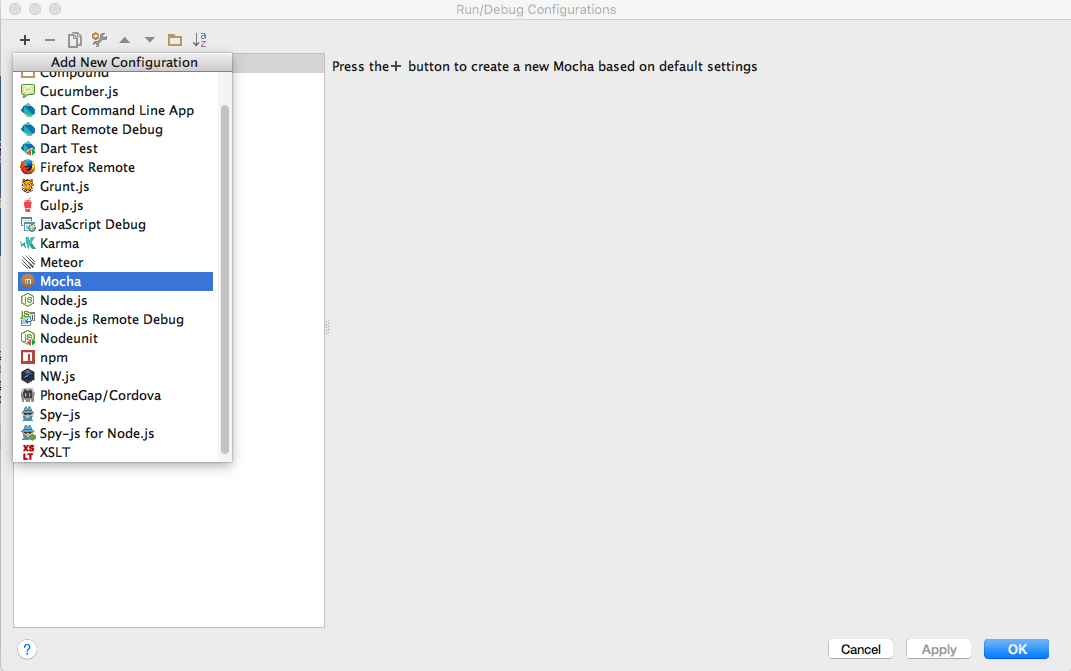 Run/Debug Configurations
Add New Configuration
Press the+ button to create a new Mocha based on default settings
Compound
Cucumber.js
Dart Command Line App
Dart Remote Debug
Dart Test
Firefox Remote
Grunt.js
Gulp.js
JavaScript Debug
Karma
Meteor
Mocha
Node.js
Node.js Remote Debug
Nodeunit
npm
NW.js
PhoneGap/Cordova
Spy-js
Spy-js for Node.js
XSLT
?
Cancel
Apply
OK